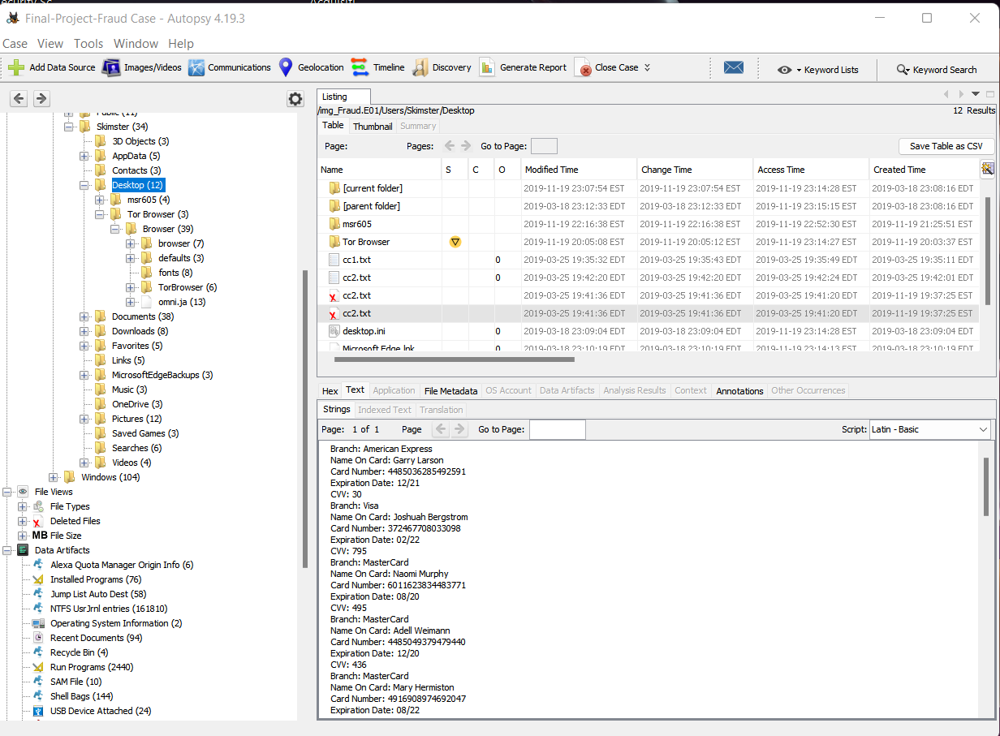 Final-Project-Fraud Case - Autopsy 4.19.3
Case View Tools Window Help
Add Data Source Images/Videos Communications Geolocation Timeline Discovery Generate Report Close Case Keyword Lists Keyword Search
Skimster (34)
3D Objects (3)
AppData (5)
Contacts (3)
Desktop (12)
msr605 (4)
Tor Browser (3)
Browser (39)
browser (7)
defaults (3)
fonts (8)
TorBrowser (6)
omni.ja (13)
Documents (38)
Downloads (8)
Favorites (5)
Links (5)
MicrosoftEdgeBackups (3)
Music (3)
OneDrive (3)
Pictures (12)
Saved Games (3)
Searches (6)
Videos (4)
Windows (104)
File Views
File Types
Deleted Files
MB File Size
Data Artifacts
Alexa Quota Manager Origin Info (6)
Installed Programs (76)
Jump List Auto Dest (58)
NTFS UsrJrnl entries (161810)
Operating System Information (2)
Recent Documents (94)
Recycle Bin (4)
Run Programs (2440)
SAM File (10)
Shell Bags (144)
USB Device Attached (24)
Listing
/img_Fraud.E01/Users/Skimster/Desktop
12 Results
Table Thumbnail Summary
Page: Pages: Go to Page: Save Table as CSV
Name S C O Modified Time Change Time Access Time Created Time
[current folder] 2019-11-19 23:07:54 EST 2019-11-19 23:07:54 EST 2019-11-19 23:14:28 EST 2019-03-18 23:08:16 EDT
[parent folder] 2019-03-18 23:12:33 EDT 2019-03-18 23:12:33 EDT 2019-11-19 23:15:15 EST 2019-03-18 23:08:16 EDT
msr605 2019-11-19 22:16:38 EST 2019-11-19 22:16:38 EST 2019-11-19 22:52:30 EST 2019-11-19 21:25:51 EST
Tor Browser 2019-11-19 20:05:08 EST 2019-11-19 20:05:12 EST 2019-11-19 23:14:27 EST 2019-11-19 20:03:37 EST
cc1.txt 0 2019-03-25 19:35:32 EDT 2019-03-25 19:35:43 EDT 2019-03-25 19:35:49 EDT 2019-03-25 19:35:11 EDT
cc2.txt 0 2019-03-25 19:42:20 EDT 2019-03-25 19:42:20 EDT 2019-03-25 19:42:24 EDT 2019-03-25 19:42:01 EDT
cc2.txt 2019-03-25 19:41:36 EDT 2019-03-25 19:41:36 EDT 2019-03-25 19:41:20 EDT 2019-11-19 19:37:25 EST
cc2.txt 2019-03-25 19:41:36 EDT 2019-03-25 19:41:36 EDT 2019-03-25 19:41:20 EDT 2019-11-19 19:37:25 EST
desktop.ini 0 2019-03-18 23:09:04 EDT 2019-03-18 23:09:04 EDT 2019-11-19 23:14:28 EST 2019-03-18 23:09:04 EDT
Microsoft Edge.lnk 0 2019-03-18 23:10:19 EDT 2019-03-18 23:10:19 EDT 2019-11-19 23:14:13 EST 2019-03-18 23:10:19 EDT
Hex Text Application File Metadata OS Account Data Artifacts Analysis Results Context Annotations Other Occurrences
Strings Indexed Text Translation
Page: 1 of 1 Page Go to Page: Script: Latin - Basic
Branch: American Express
Name On Card: Garry Larson
Card Number: 4485036285492591
Expiration Date: 12/21
CVV: 30
Branch: Visa
Name On Card: Joshuah Bergstrom
Card Number: 372467708033098
Expiration Date: 02/22
CVV: 795
Branch: MasterCard
Name On Card: Naomi Murphy
Card Number: 6011623834483771
Expiration Date: 08/20
CVV: 495
Branch: MasterCard
Name On Card: Adell Weimann
Card Number: 4485049379479440
Expiration Date: 12/20
CVV: 436
Branch: MasterCard
Name On Card: Mary Hermiston
Card Number: 4916908974692047
Expiration Date: 08/22